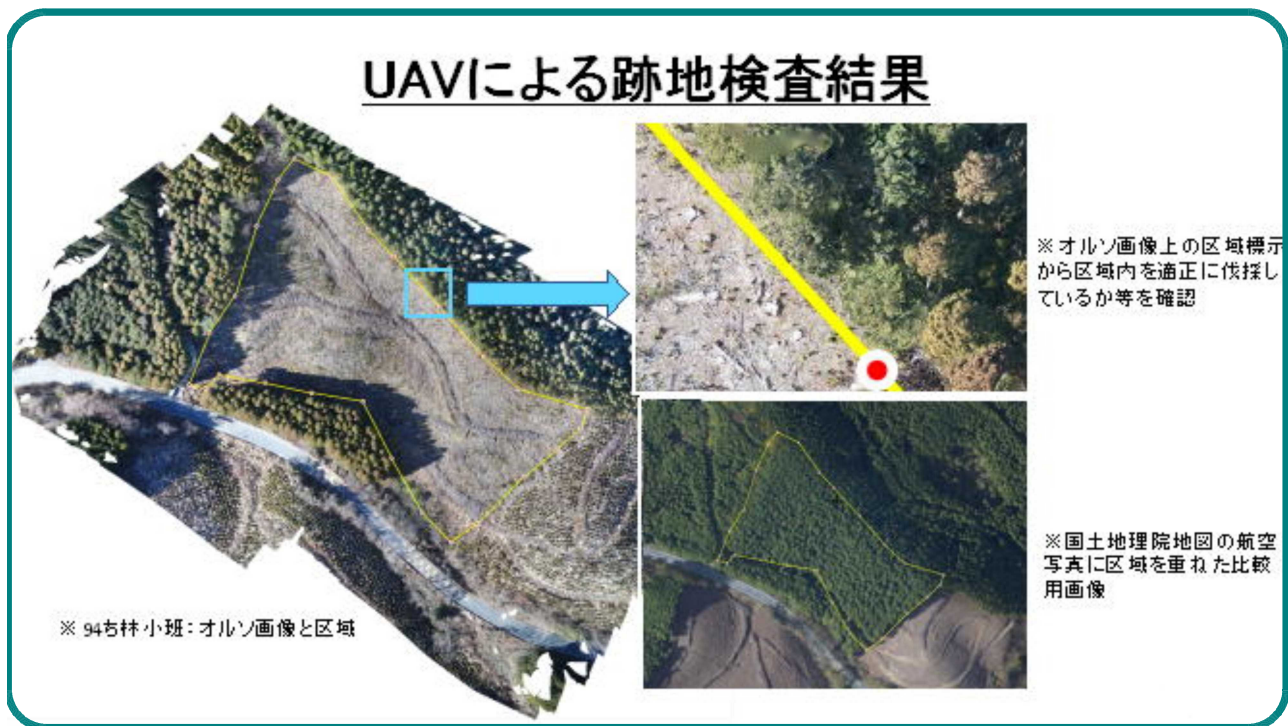 UAVによる跡地検査結果
※オルソ画像上の区域標示
から区域内を適正に伐採し
ているか等を確認
※国土地理院地図の航空
写真に区域を重ねた比較
用画像
※ 94ち林小班：オルソ画像と区域